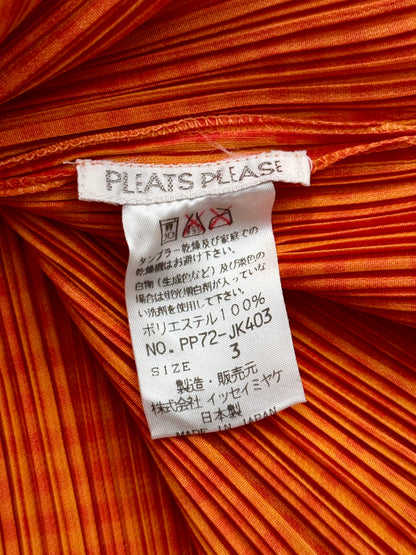 PLEATS PLEASE
タンブラー乾燥及び家庭での
乾燥機はお避け下さい。
白物(生成色など)及び淡色の
場合は蛍光増白剤が入っていな
い洗剤を使用して下さい。
ポリエステル100%
NO. PP72-JK403
SIZE 3
製造・販売元
株式会社 イッセイミヤケ
日本製
MADE IN JAPAN